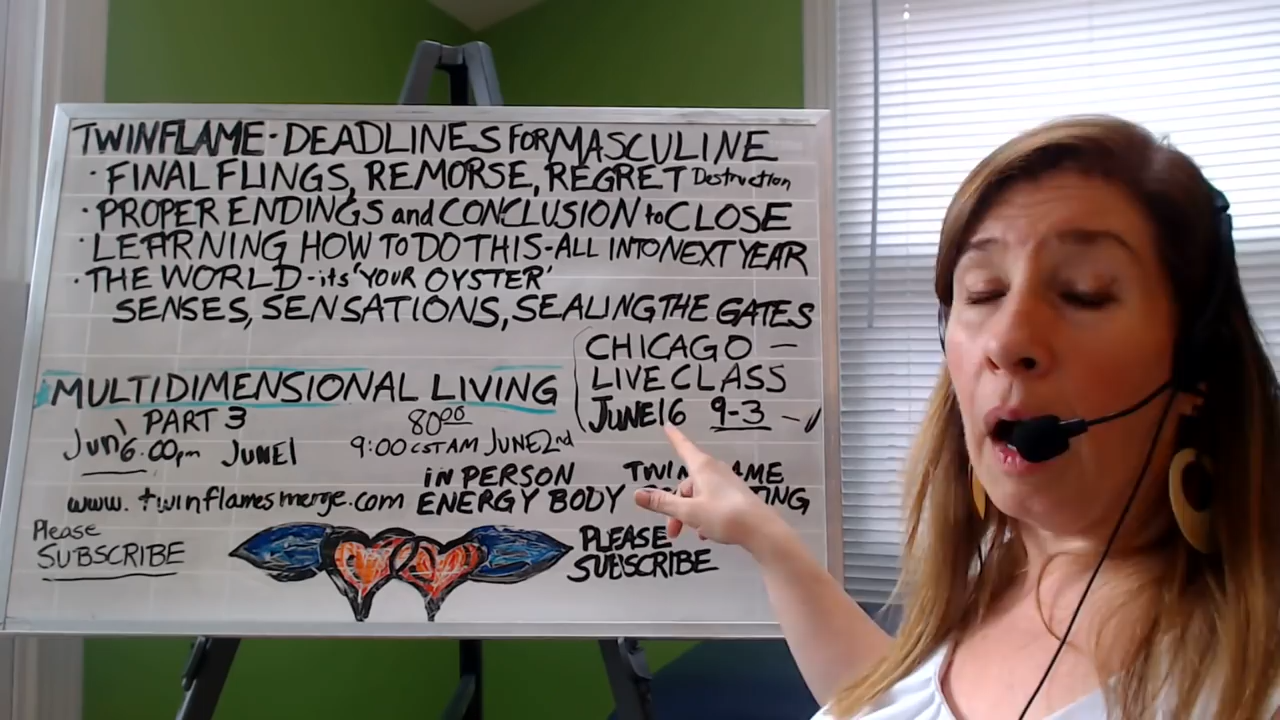 TWINFLAME - DEADLINES FOR MASCULINE
· FINAL FLINGS, REMORSE, REGRET Destruction
· PROPER ENDINGS and CONCLUSION to CLOSE
· LEARNING HOW TO DO THIS - ALL INTO NEXT YEAR
· THE WORLD - its 'YOUR OYSTER'
SENSES, SENSATIONS, SEALING THE GATES
CHICAGO -
LIVE CLASS
JUNE 16 9-3 -
MULTIDIMENSIONAL LIVING
PART 3 80⁰⁰
6:00pm JUNE 1 9:00 CST AM JUNE 2nd
IN PERSON TWINFLAME
www.twinflamesmerge.com ENERGY BODY
Please
SUBSCRIBE
PLEASE
SUBSCRIBE